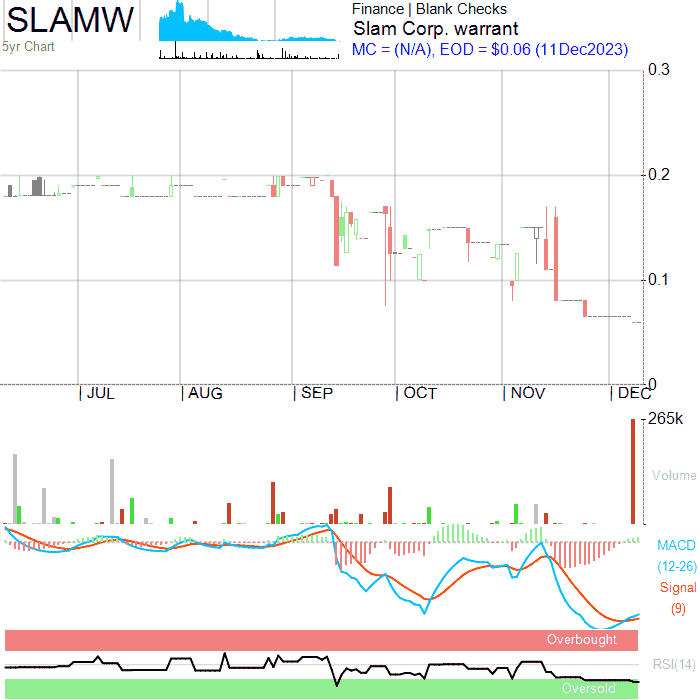 SLAMW
5yr Chart
Finance | Blank Checks
Slam Corp. warrant
MC = (N/A), EOD = $0.06 (11Dec2023)
0.3
0.2
0.1
0
JUL
AUG
SEP
OCT
NOV
DEC
265k
Volume
MACD
(12-26)
Signal
(9)
Overbought
RSI(14)
Oversold